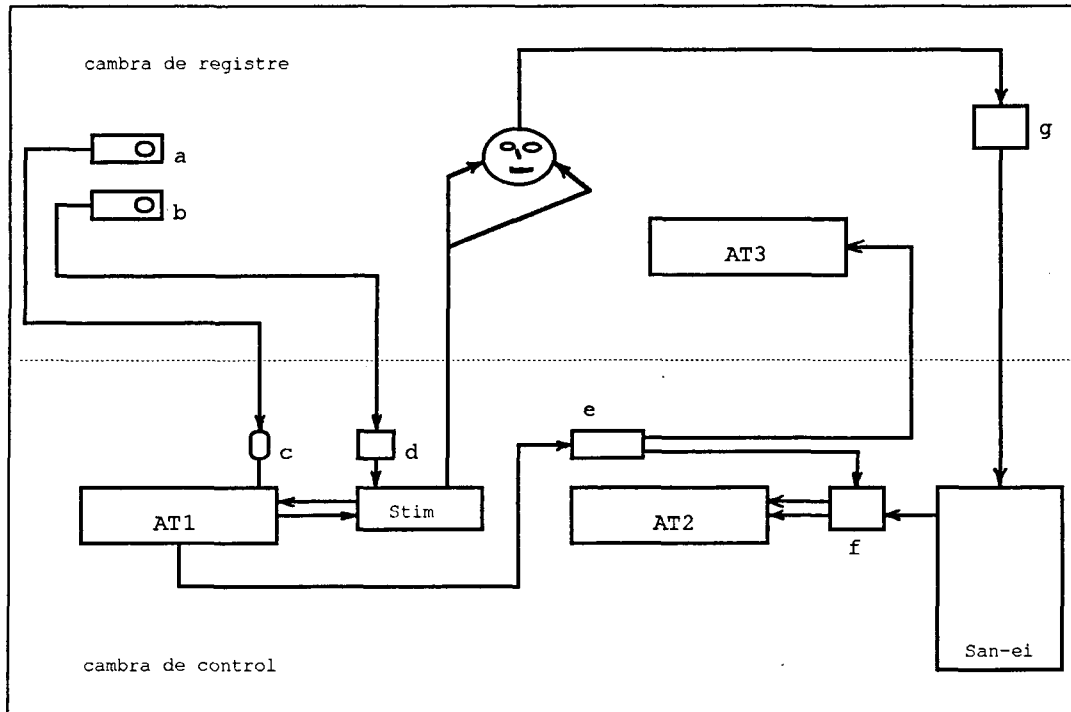 cambra de registre
g
a
b
AT3
e
c
d
AT1
Stim
AT2
f
San-ei
cambra de control